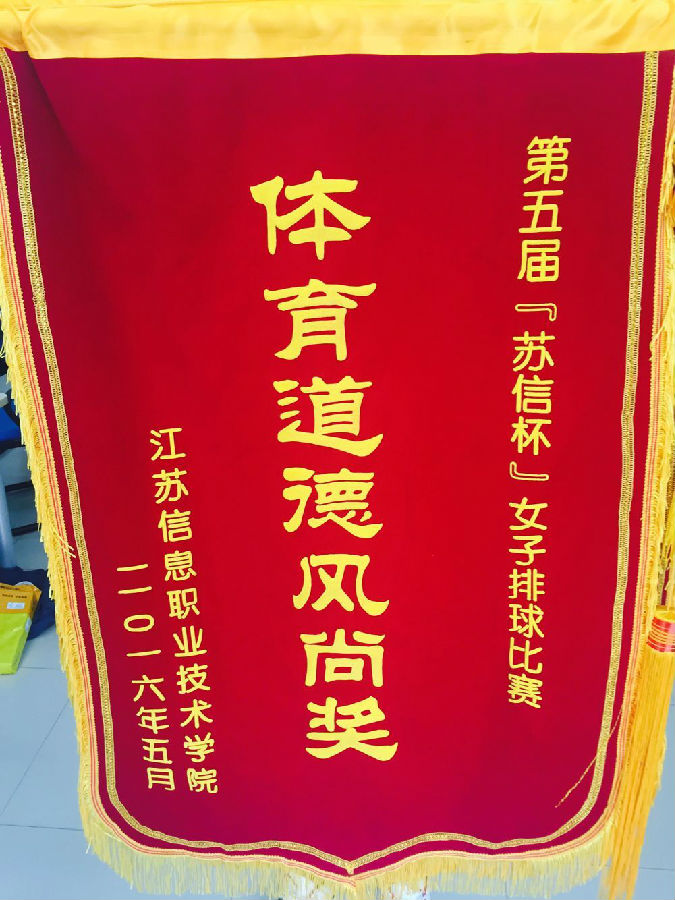 第五届『苏信杯』女子排球比赛
体育道德风尚奖
江苏信息职业技术学院
二〇一六年五月